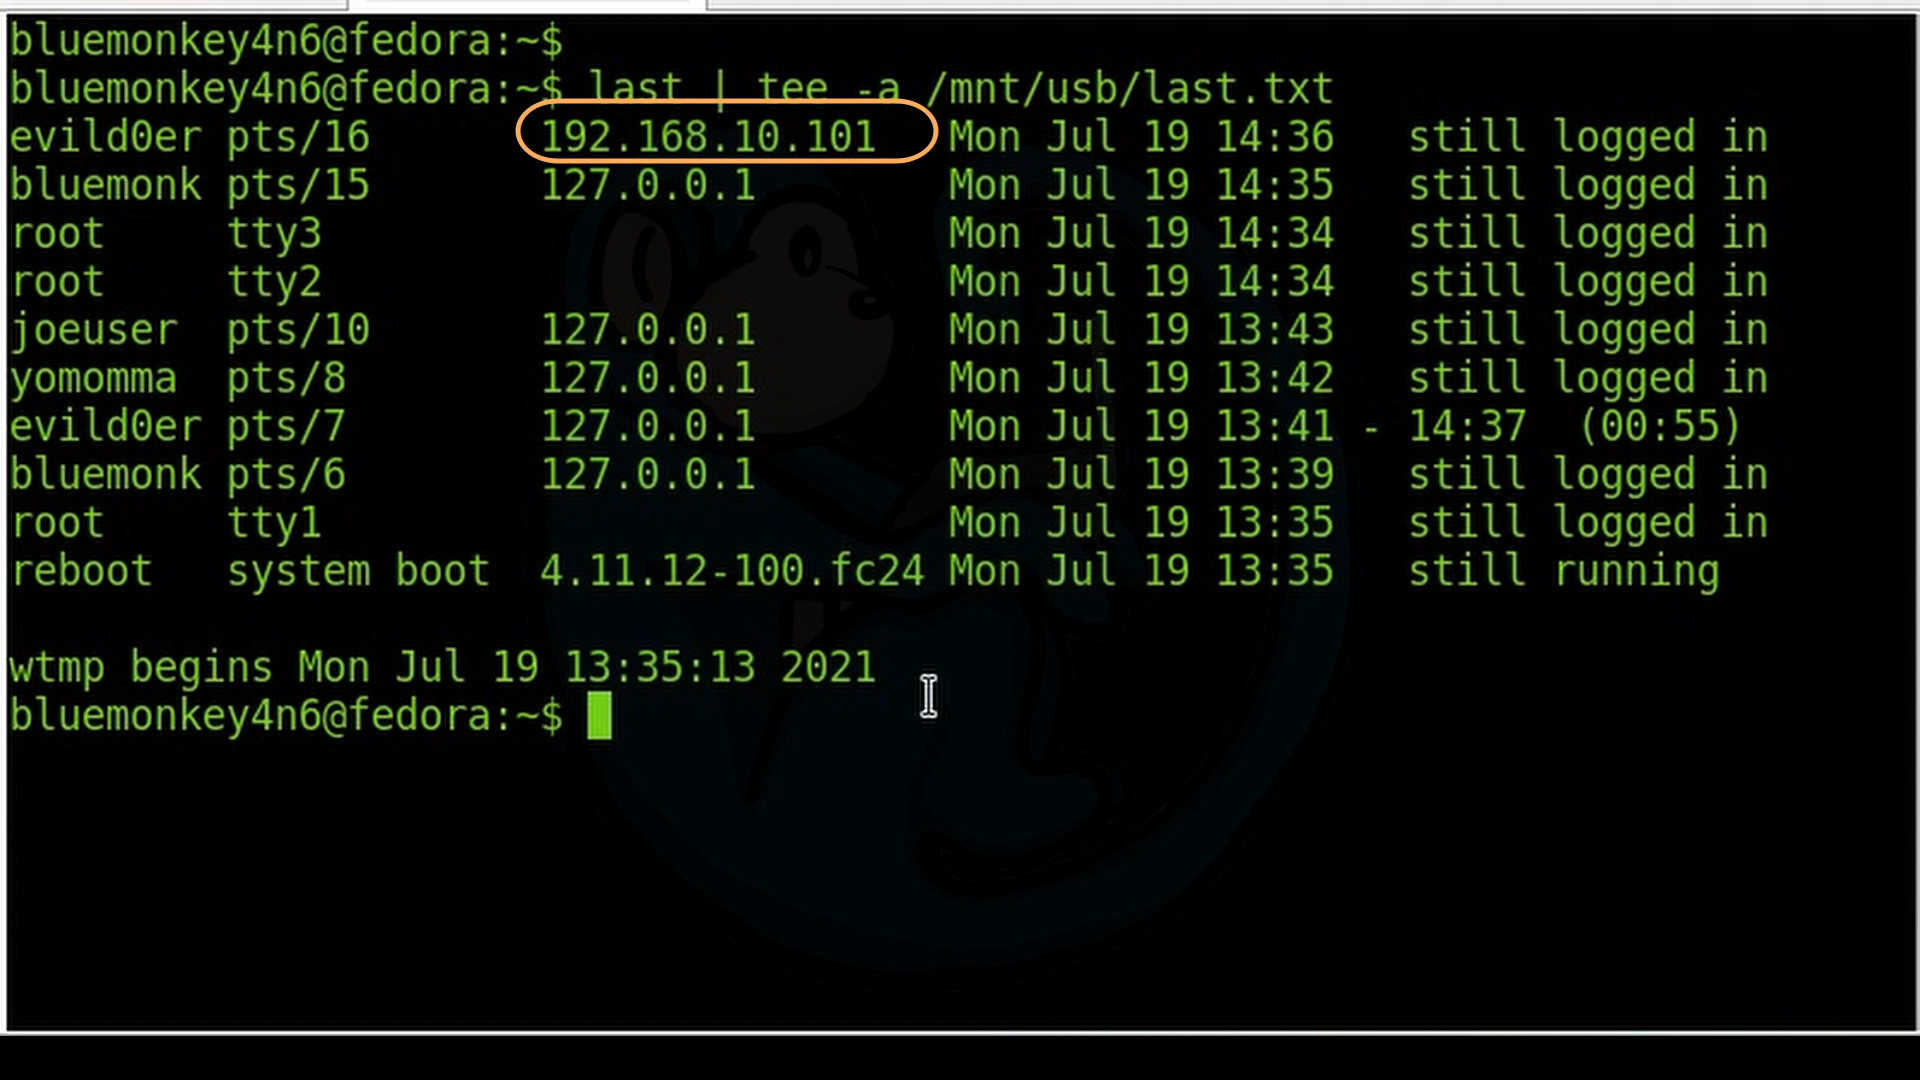 bluemonkey4n6@fedora:~$
bluemonkey4n6@fedora:~$ last | tee -a /mnt/usb/last.txt
evild0er pts/16       192.168.10.101   Mon Jul 19 14:36   still logged in
bluemonk pts/15       127.0.0.1        Mon Jul 19 14:35   still logged in
root     tty3                          Mon Jul 19 14:34   still logged in
root     tty2                          Mon Jul 19 14:34   still logged in
joeuser  pts/10       127.0.0.1        Mon Jul 19 13:43   still logged in
yomomma  pts/8        127.0.0.1        Mon Jul 19 13:42   still logged in
evild0er pts/7        127.0.0.1        Mon Jul 19 13:41 - 14:37  (00:55)
bluemonk pts/6        127.0.0.1        Mon Jul 19 13:39   still logged in
root     tty1                          Mon Jul 19 13:35   still logged in
reboot   system boot  4.11.12-100.fc24 Mon Jul 19 13:35   still running
wtmp begins Mon Jul 19 13:35:13 2021
bluemonkey4n6@fedora:~$